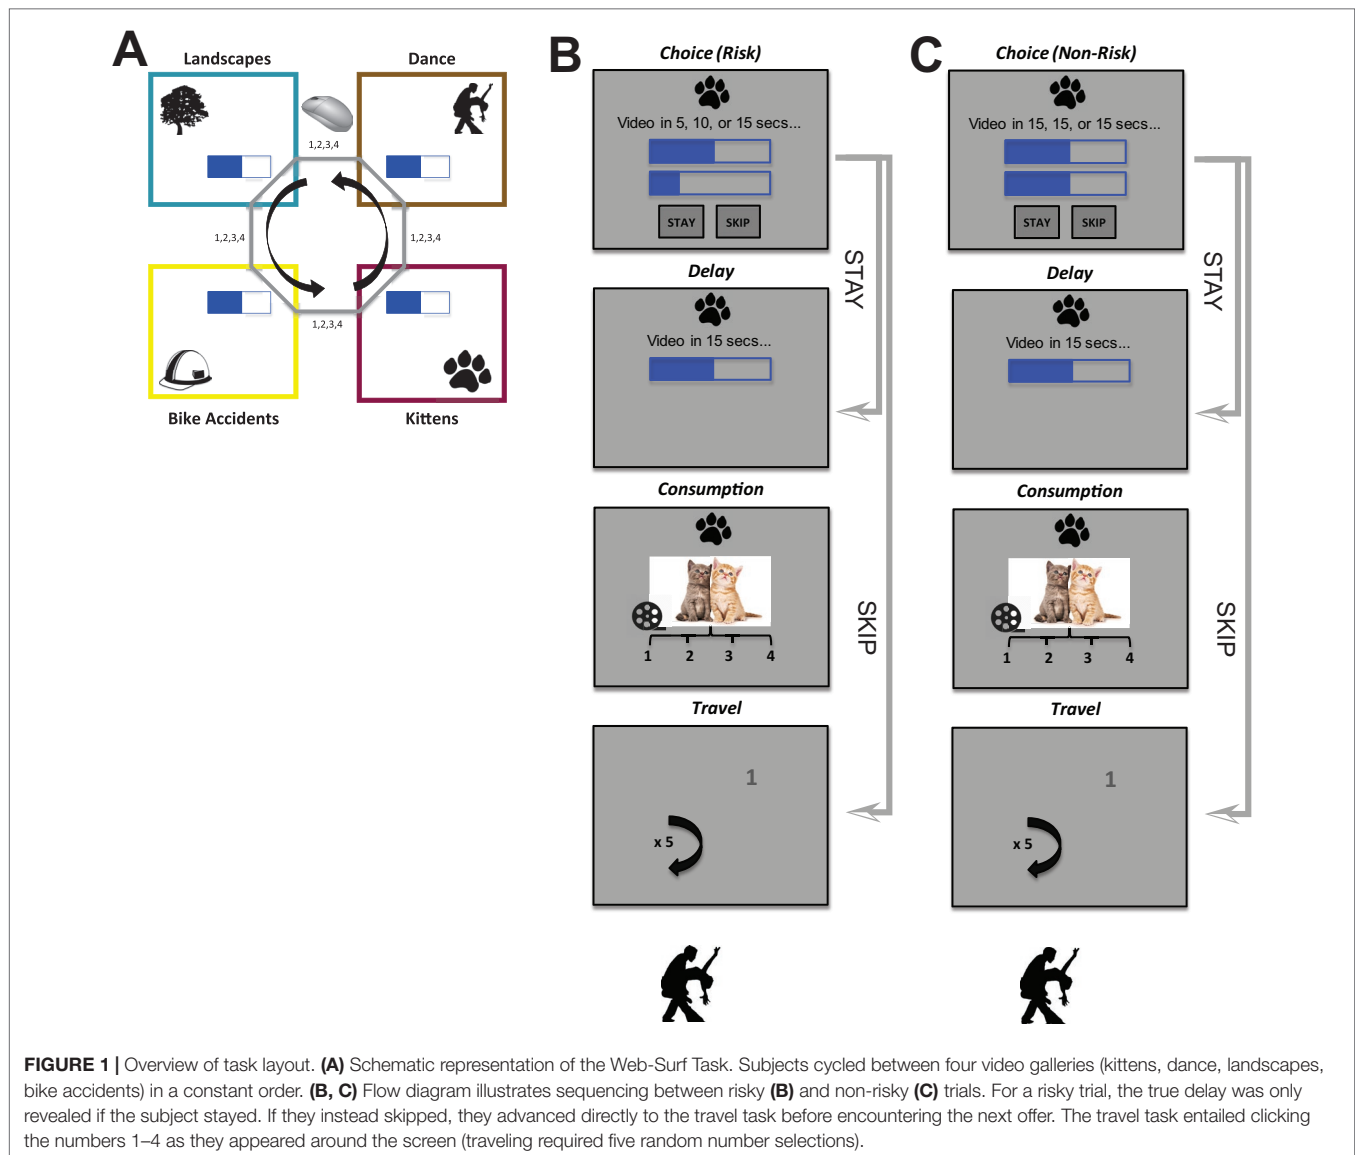 A
Landscapes
Dance
1,2,3,4
1,2,3,4
1,2,3,4
1,2,3,4
Bike Accidents
Kittens
B
Choice (Risk)
Video in 5, 10, or 15 secs...
STAY
SKIP
Delay
Video in 15 secs...
Consumption
1 2 3 4
Travel
1
x 5
STAY
SKIP
C
Choice (Non-Risk)
Video in 15, 15, or 15 secs...
STAY
SKIP
Delay
Video in 15 secs...
Consumption
1 2 3 4
Travel
1
x 5
STAY
SKIP
FIGURE 1 | Overview of task layout. (A) Schematic representation of the Web-Surf Task. Subjects cycled between four video galleries (kittens, dance, landscapes,
bike accidents) in a constant order. (B, C) Flow diagram illustrates sequencing between risky (B) and non-risky (C) trials. For a risky trial, the true delay was only
revealed if the subject stayed. If they instead skipped, they advanced directly to the travel task before encountering the next offer. The travel task entailed clicking
the numbers 1–4 as they appeared around the screen (traveling required five random number selections).